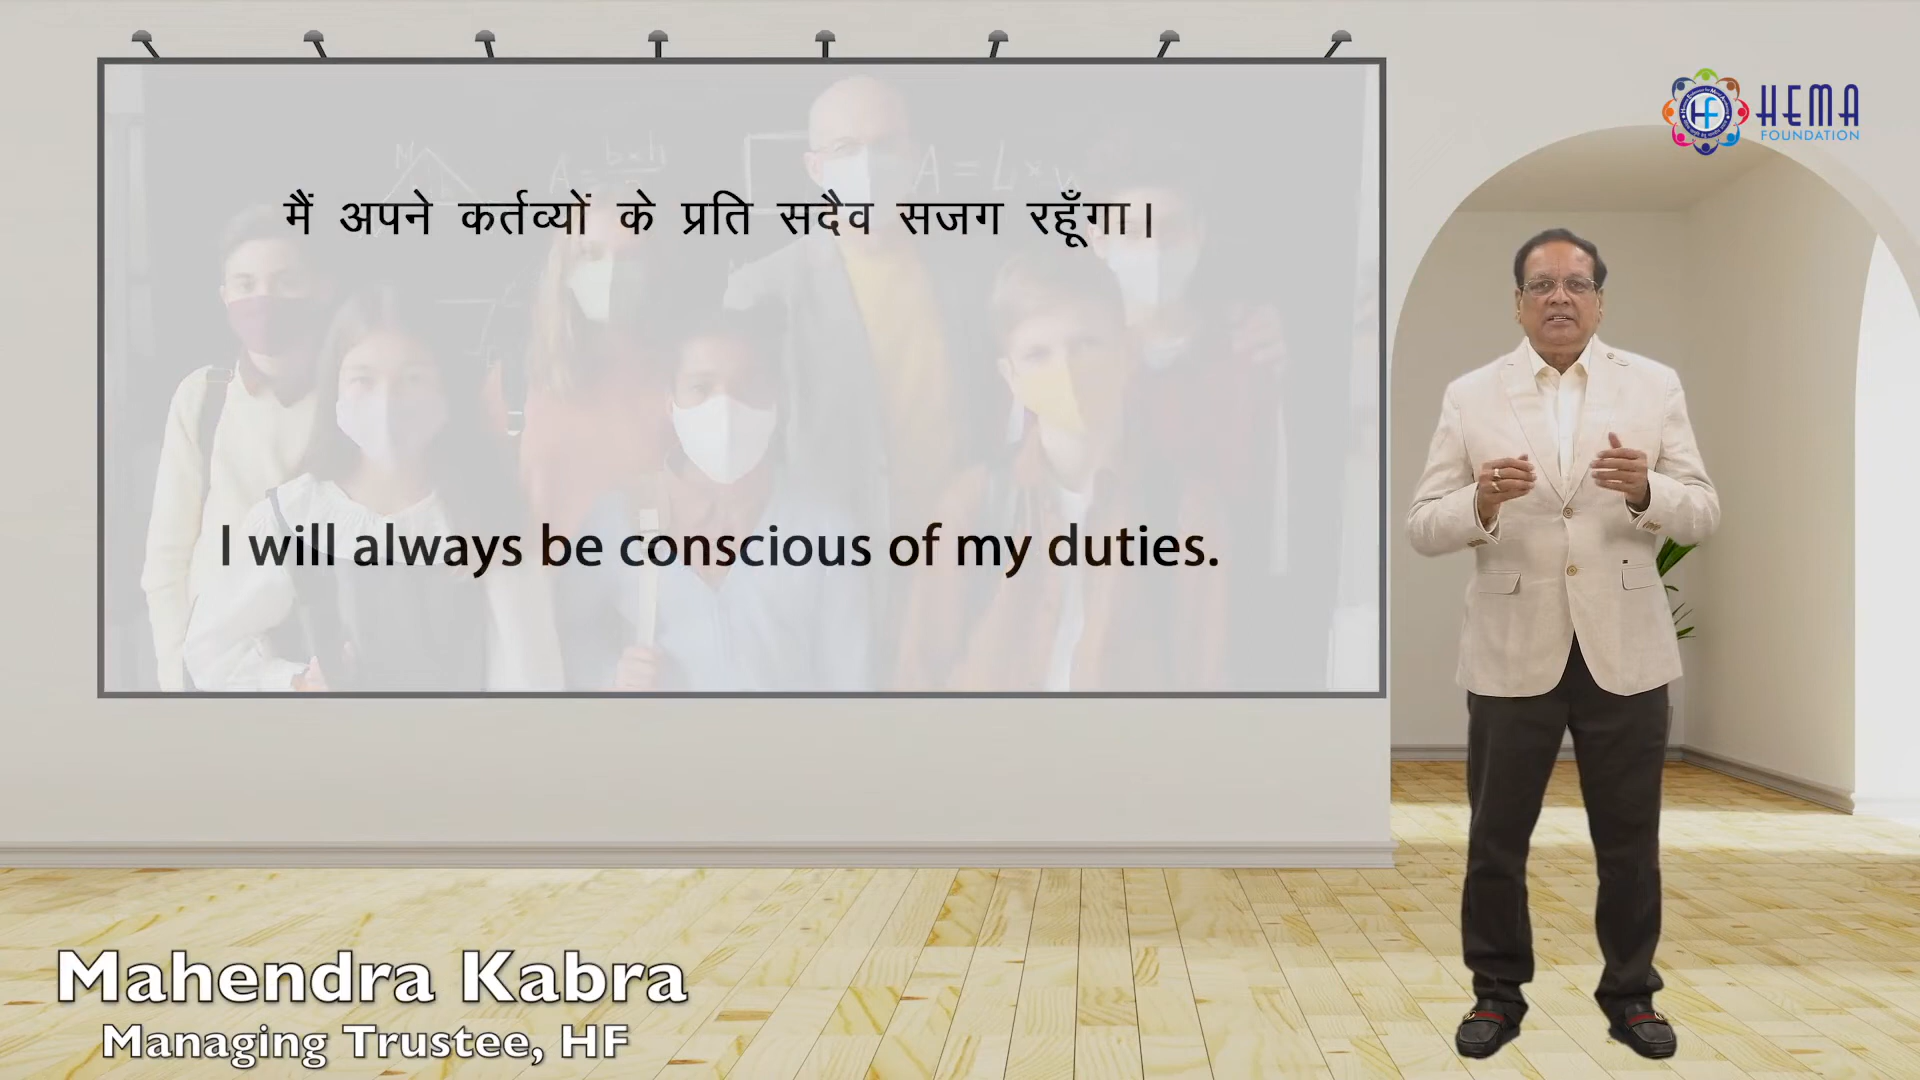 HEMA
FOUNDATION
मैं अपने कर्तव्यों के प्रति सदैव सजग रहूँगा।
I will always be conscious of my duties.
Mahendra Kabra
Managing Trustee, HF